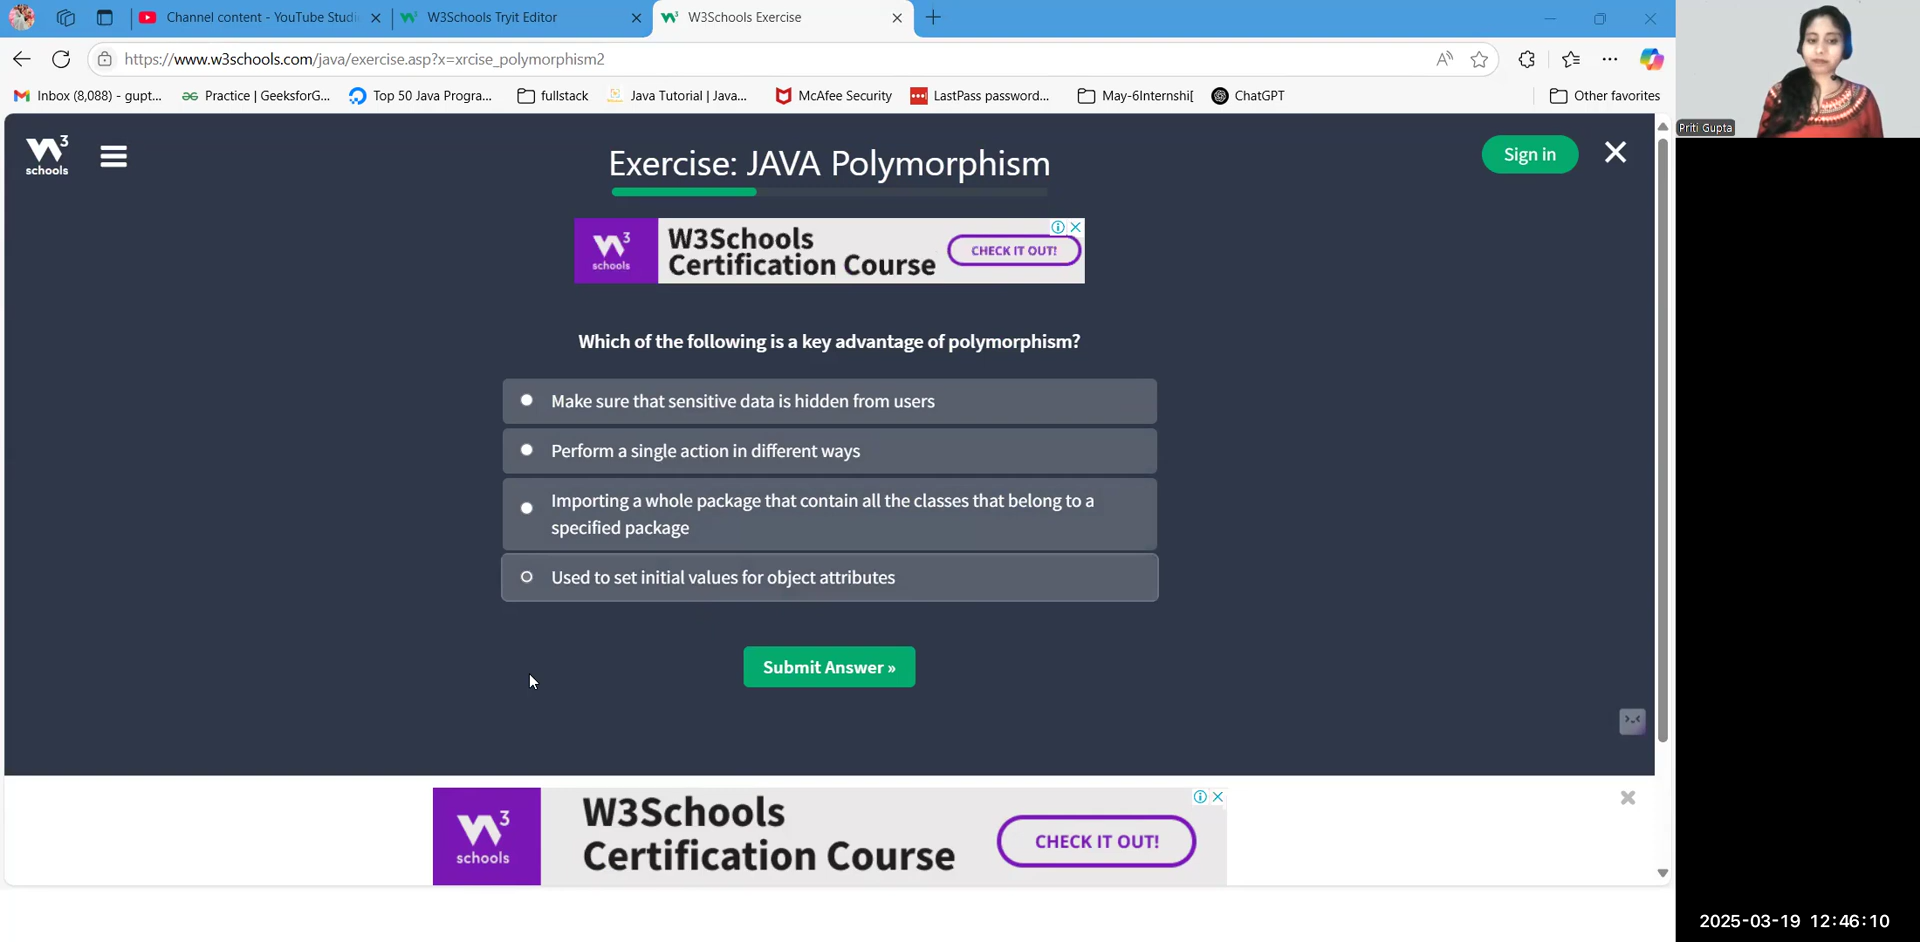 Channel content - YouTube Studi
W3Schools Tryit Editor
W3Schools Exercise
https://www.w3schools.com/java/exercise.asp?x=xrcise_polymorphism2
Inbox (8,088) - gupt...
Practice | GeeksforG...
Top 50 Java Progra...
fullstack
Java Tutorial | Java...
McAfee Security
LastPass password...
May-6Internshi[
ChatGPT
Other favorites
Priti Gupta
W3
schools
Exercise: JAVA Polymorphism
Sign in
W3
schools
W3Schools
Certification Course
CHECK IT OUT!
Which of the following is a key advantage of polymorphism?
Make sure that sensitive data is hidden from users
Perform a single action in different ways
Importing a whole package that contain all the classes that belong to a
specified package
Used to set initial values for object attributes
Submit Answer »
W3
schools
W3Schools
Certification Course
CHECK IT OUT!
2025-03-19 12:46:10